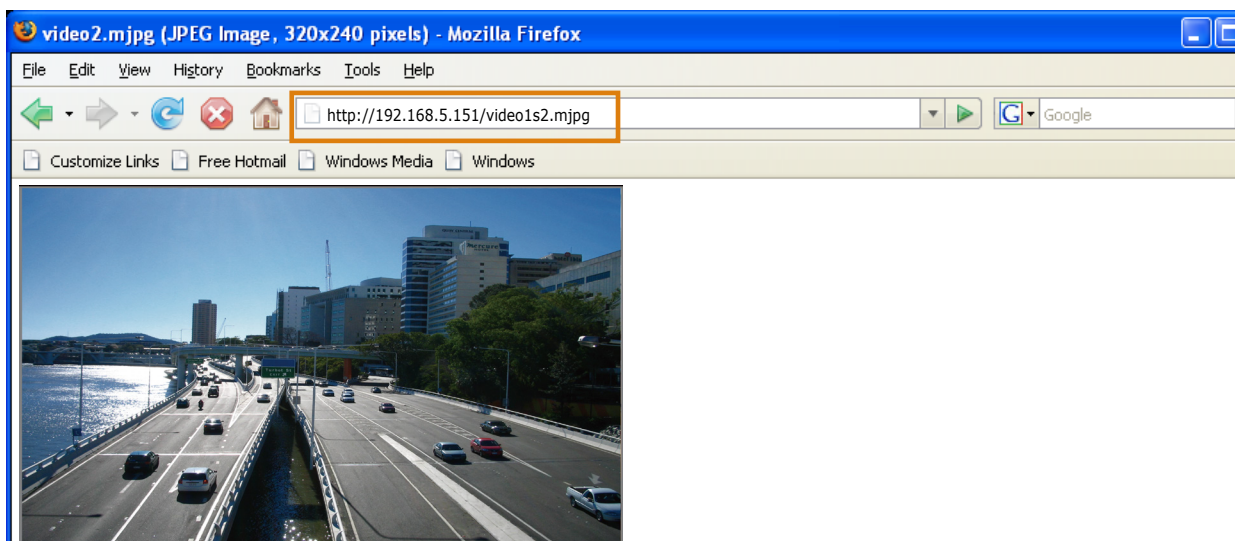 video2.mjpg (JPEG Image, 320x240 pixels) - Mozilla Firefox
File Edit View History Bookmarks Tools Help
http://192.168.5.151/video1s2.mjpg
G Google
Customize Links Free Hotmail Windows Media Windows